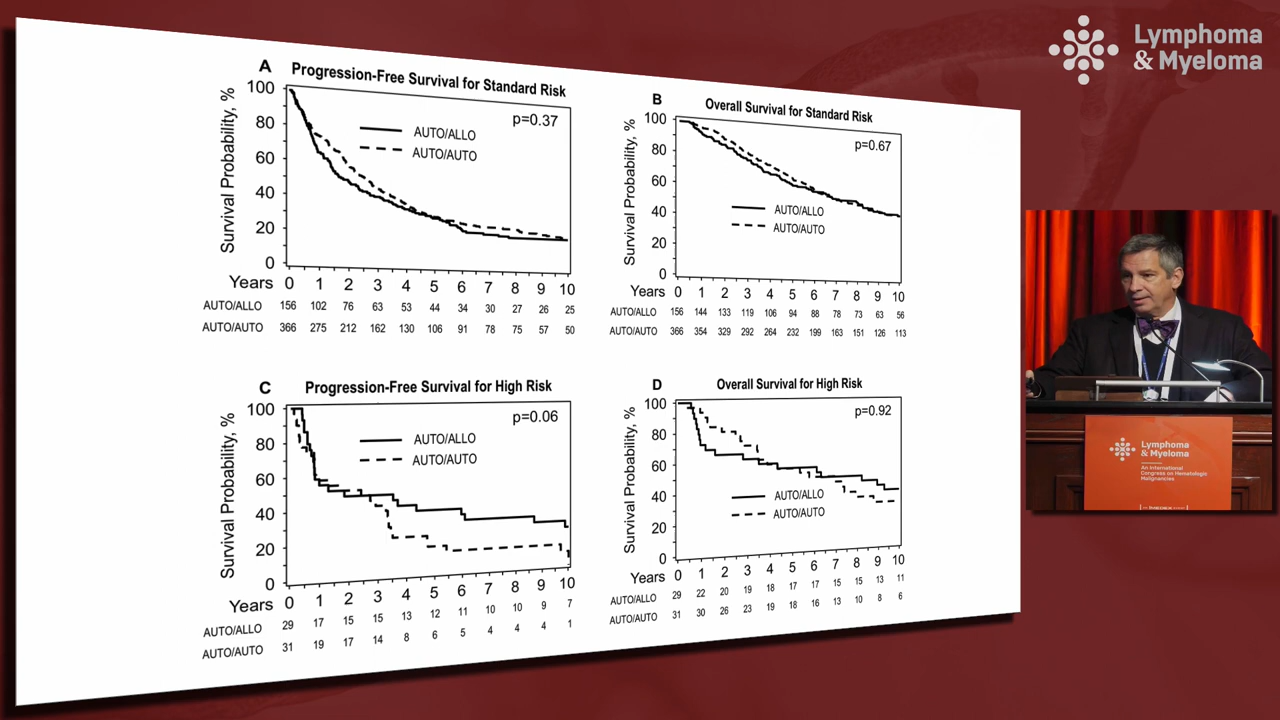 Lymphoma
& Myeloma
A
Progression-Free Survival for Standard Risk
Survival Probability, %
100
80
60
40
20
0
p=0.37
AUTO/ALLO
AUTO/AUTO
Years 0 1 2 3 4 5 6 7 8 9 10
AUTO/ALLO 156 102 76 63 53 44 34 30 27 26 25
AUTO/AUTO 366 275 212 162 130 106 91 78 75 57 50
B
Overall Survival for Standard Risk
Survival Probability, %
100
80
60
40
20
0
p=0.67
AUTO/ALLO
AUTO/AUTO
Years 0 1 2 3 4 5 6 7 8 9 10
AUTO/ALLO 156 144 133 119 106 94 88 78 73 63 56
AUTO/AUTO 366 354 329 292 264 232 199 163 151 126 113
C
Progression-Free Survival for High Risk
Survival Probability, %
100
80
60
40
20
0
p=0.06
AUTO/ALLO
AUTO/AUTO
Years 0 1 2 3 4 5 6 7 8 9 10
AUTO/ALLO 29 17 15 15 13 12 11 10 10 9 7
AUTO/AUTO 31 19 17 14 8 6 5 4 4 4 1
D
Overall Survival for High Risk
Survival Probability, %
100
80
60
40
20
0
p=0.92
AUTO/ALLO
AUTO/AUTO
Years 0 1 2 3 4 5 6 7 8 9 10
AUTO/ALLO 29 22 20 19 18 17 17 15 15 13 11
AUTO/AUTO 31 30 26 23 19 18 16 13 10 8 6
Lymphoma
& Myeloma
An International
Congress on Hematologic
Malignancies